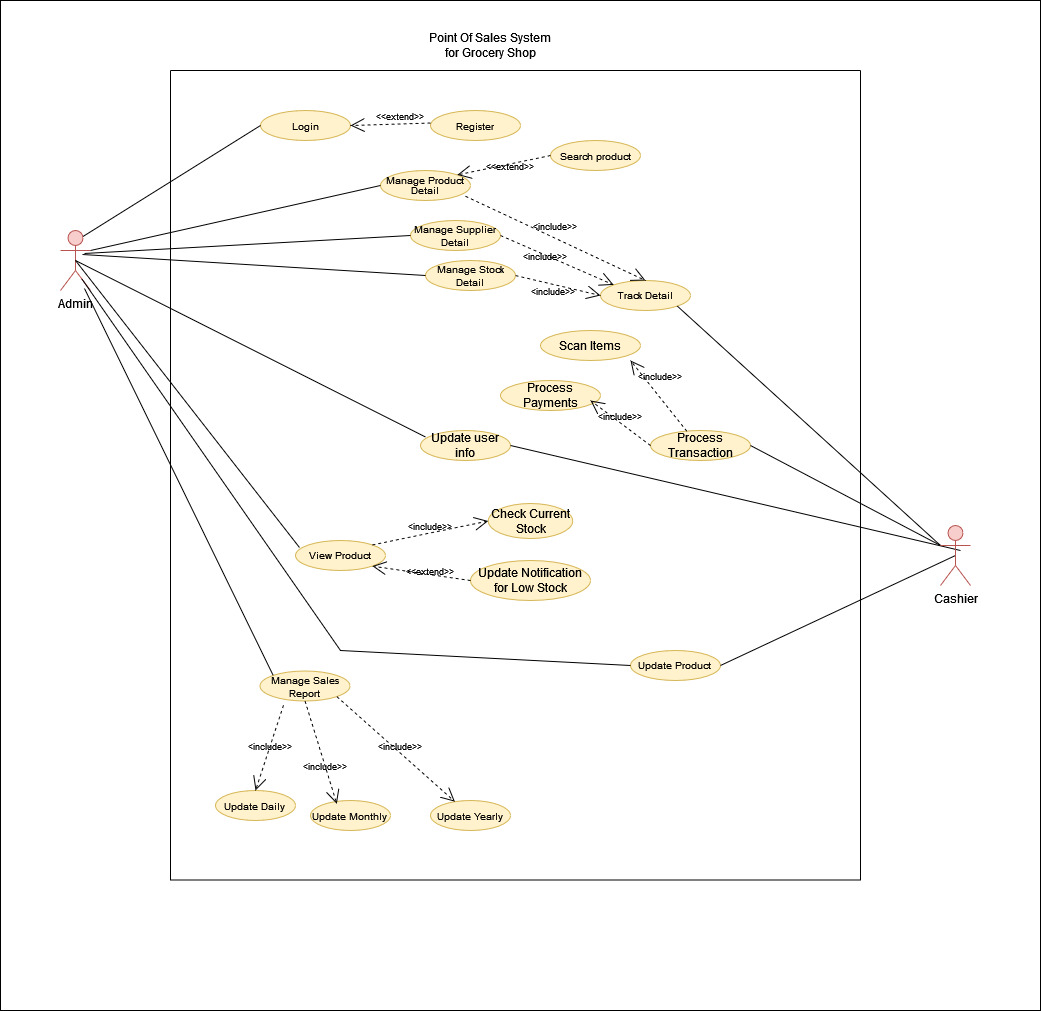 Point Of Sales System
for Grocery Shop
Login
<<extend>>
Register
<<extend>>
Search product
Manage Product
Detail
<include>>
Manage Supplier
Detail
<include>>
Manage Stock
Detail
<include>>
Track Detail
Admin
Scan Items
<include>>
Process
Payments
<include>>
Update user
info
Process
Transaction
Check Current
Stock
<include>>
View Product
<<extend>>
Update Notification
for Low Stock
Cashier
Update Product
Manage Sales
Report
<include>>
<include>>
<include>>
Update Daily
Update Monthly
Update Yearly